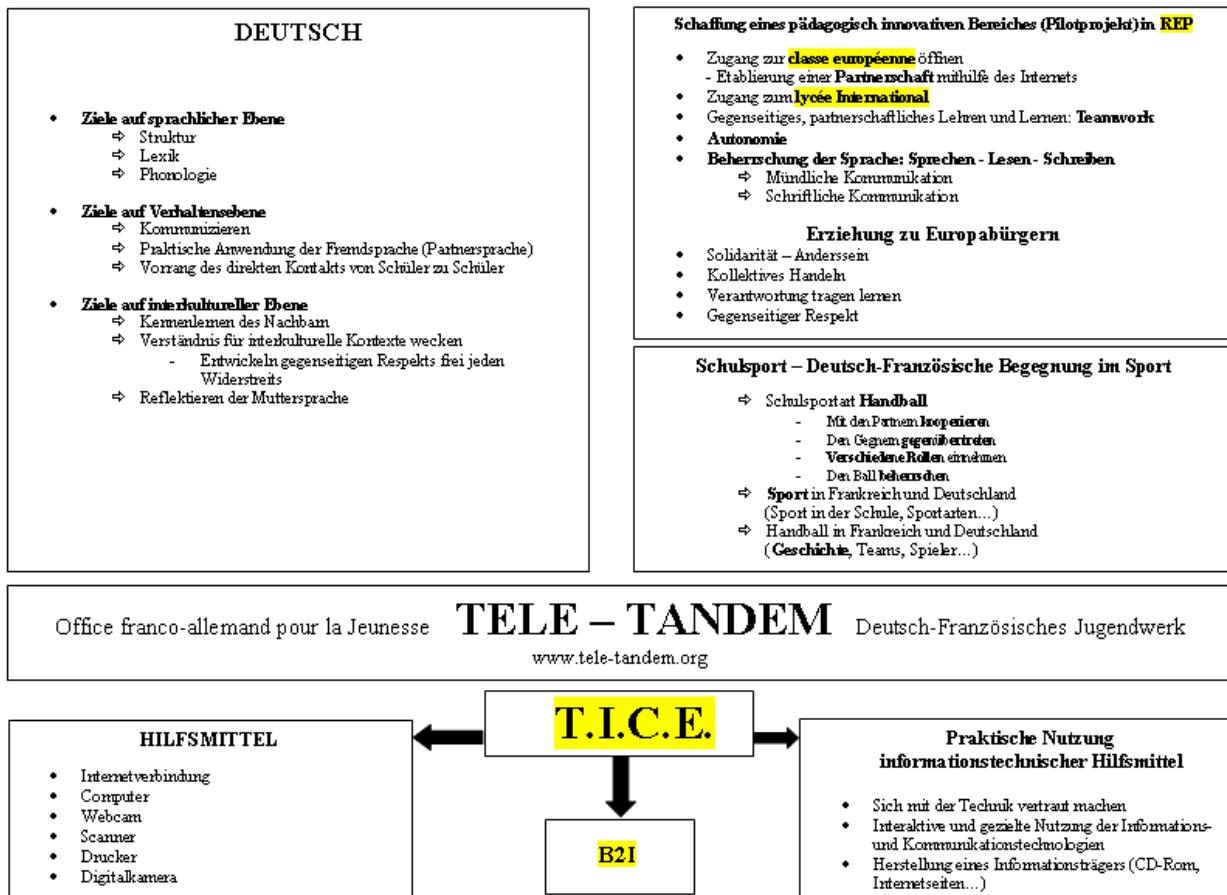 DEUTSCH
• Ziele auf sprachlicher Ebene
⇨ Struktur
⇨ Lexik
⇨ Phonologie
• Ziele auf Verhaltensebene
⇨ Kommunizieren
⇨ Praktische Anwendung der Fremdsprache (Partnersprache)
⇨ Vorrang des direkten Kontakts von Schüler zu Schüler
• Ziele auf interkultureller Ebene
⇨ Kennenlernen des Nachbarn
⇨ Verständnis für interkulturelle Kontexte wecken
- Entwickeln gegenseitigen Respekts frei jeden
Widerstreits
⇨ Reflektieren der Muttersprache
Schaffung eines pädagogisch innovativen Bereiches (Pilotprojekt) in REP
• Zugang zur classe européenne öffnen
- Etablierung einer Partnerschaft mithilfe des Internets
• Zugang zum lycée International
• Gegenseitiges, partnerschaftliches Lehren und Lernen: Teamwork
• Autonomie
• Beherrschung der Sprache: Sprechen - Lesen - Schreiben
⇨ Mündliche Kommunikation
⇨ Schriftliche Kommunikation
Erziehung zu Europabürgern
• Solidarität – Anderssein
• Kollektives Handeln
• Verantwortung tragen lernen
• Gegenseitiger Respekt
Schulsport – Deutsch-Französische Begegnung im Sport
⇨ Schulsportart Handball
- Mit den Partnern kooperieren
- Den Gegnern gegenübertreten
- Verschiedene Rollen einnehmen
- Den Ball beherrschen
⇨ Sport in Frankreich und Deutschland
(Sport in der Schule, Sportarten...)
⇨ Handball in Frankreich und Deutschland
(Geschichte, Teams, Spieler...)
Office franco-allemand pour la Jeunesse TELE – TANDEM Deutsch-Französisches Jugendwerk
www.tele-tandem.org
T.I.C.E.
HILFSMITTEL
• Internetverbindung
• Computer
• Webcam
• Scanner
• Drucker
• Digitalkamera
B2I
Praktische Nutzung
informationstechnischer Hilfsmittel
• Sich mit der Technik vertraut machen
• Interaktive und gezielte Nutzung der Informations-
und Kommunikationstechnologien
• Herstellung eines Informationsträgers (CD-Rom,
Internetseiten...)